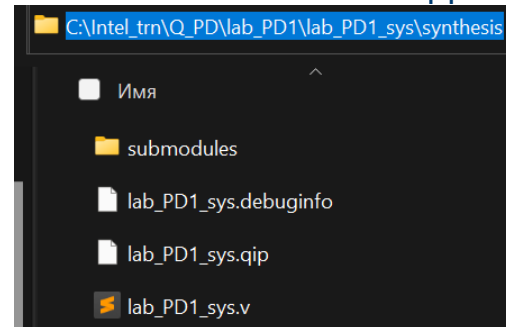 C:\Intel_trn\Q_PD\lab_PD1\lab_PD1_sys\synthesis
Имя
submodules
lab_PD1_sys.debuginfo
lab_PD1_sys.qip
lab_PD1_sys.v